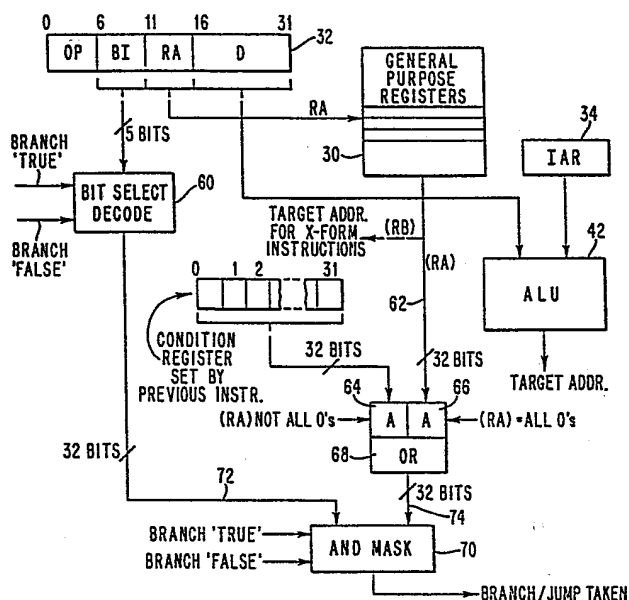 0 6 11 16 31
OP BI RA D
32
GENERAL
PURPOSE
REGISTERS
RA
30
34
IAR
5 BITS
BRANCH
'TRUE'
BIT SELECT
DECODE
60
BRANCH
'FALSE'
TARGET ADDR.
FOR X-FORM
INSTRUCTIONS
(RB)
(RA)
62
42
ALU
TARGET ADDR.
0 1 2 31
CONDITION
REGISTER
SET BY
PREVIOUS INSTR.
32 BITS
32 BITS
64 66
A A
(RA)NOT ALL 0's
(RA)=ALL 0's
68 OR
32 BITS
32 BITS
72
74
BRANCH 'TRUE'
BRANCH 'FALSE'
AND MASK
70
BRANCH/JUMP TAKEN